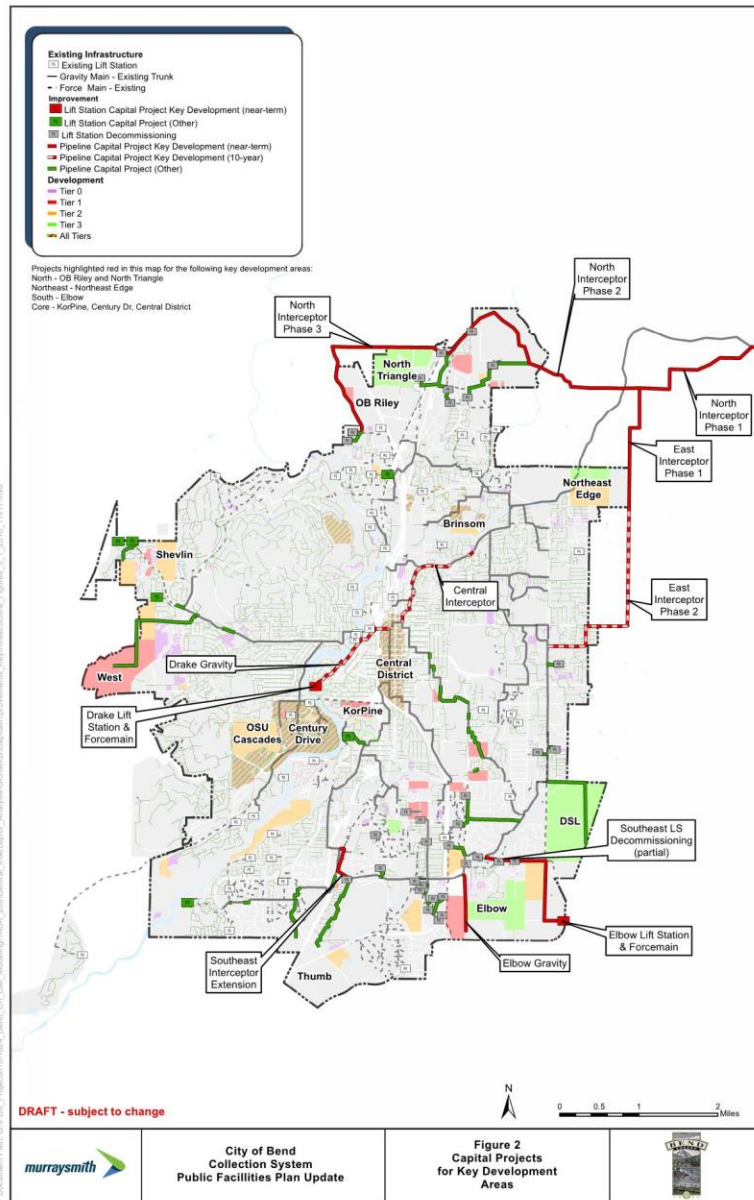 Existing Infrastructure
Existing Lift Station
Gravity Main - Existing Trunk
Force Main - Existing
Improvement
Lift Station Capital Project Key Development (near-term)
Lift Station Capital Project (Other)
Lift Station Decommissioning
Pipeline Capital Project Key Development (near-term)
Pipeline Capital Project Key Development (10-year)
Pipeline Capital Project (Other)
Development
Tier 0
Tier 1
Tier 2
Tier 3
All Tiers
Projects highlighted red in this map for the following key development areas:
North - OB Riley and North Triangle
Northeast - Northeast Edge
South - Elbow
Core - KorPine, Century Dr, Central District
North
Interceptor
Phase 2
North
Interceptor
Phase 3
North
Triangle
OB Riley
North
Interceptor
Phase 1
East
Interceptor
Phase 1
Northeast
Edge
Brinsom
Shevlin
Central
Interceptor
East
Interceptor
Phase 2
Drake Gravity
Central
District
West
Drake Lift
Station &
Forcemain
KorPine
OSU
Cascades
Century
Drive
DSL
Southeast LS
Decommissioning
(partial)
Elbow
Elbow Lift Station
& Forcemain
Elbow Gravity
Southeast
Interceptor
Extension
Thumb
DRAFT - subject to change
N
0 0.5 1 2
Miles
murraysmith
City of Bend
Collection System
Public Facillities Plan Update
Figure 2
Capital Projects
for Key Development
Areas
BEND